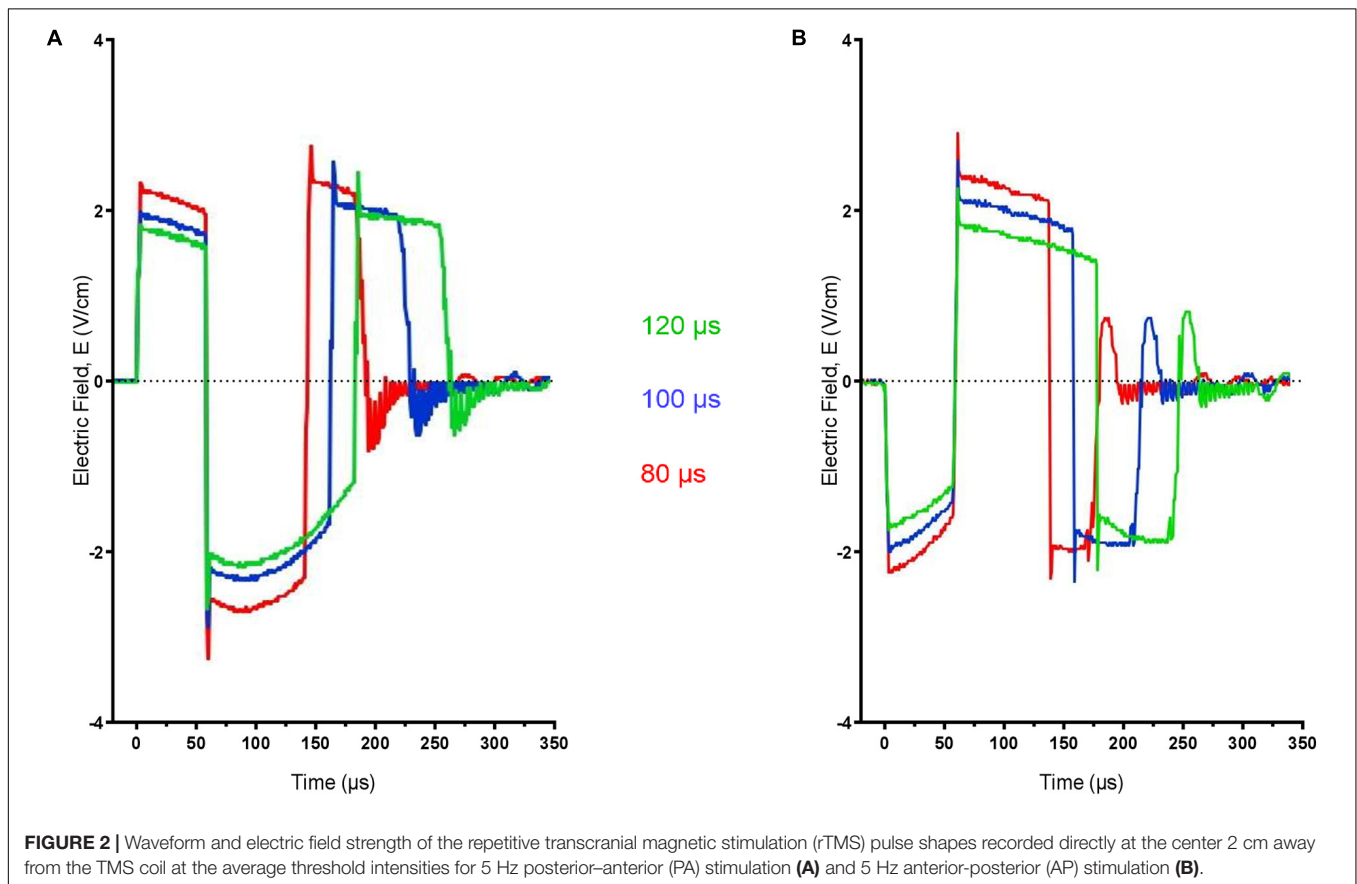 A
B
4
2
0
-2
-4
Electric Field, E (V/cm)
0 50 100 150 200 250 300 350
Time (µs)
120 µs
100 µs
80 µs
4
2
0
-2
-4
Electric Field, E (V/cm)
0 50 100 150 200 250 300 350
Time (µs)
FIGURE 2 | Waveform and electric field strength of the repetitive transcranial magnetic stimulation (rTMS) pulse shapes recorded directly at the center 2 cm away
from the TMS coil at the average threshold intensities for 5 Hz posterior–anterior (PA) stimulation (A) and 5 Hz anterior-posterior (AP) stimulation (B).